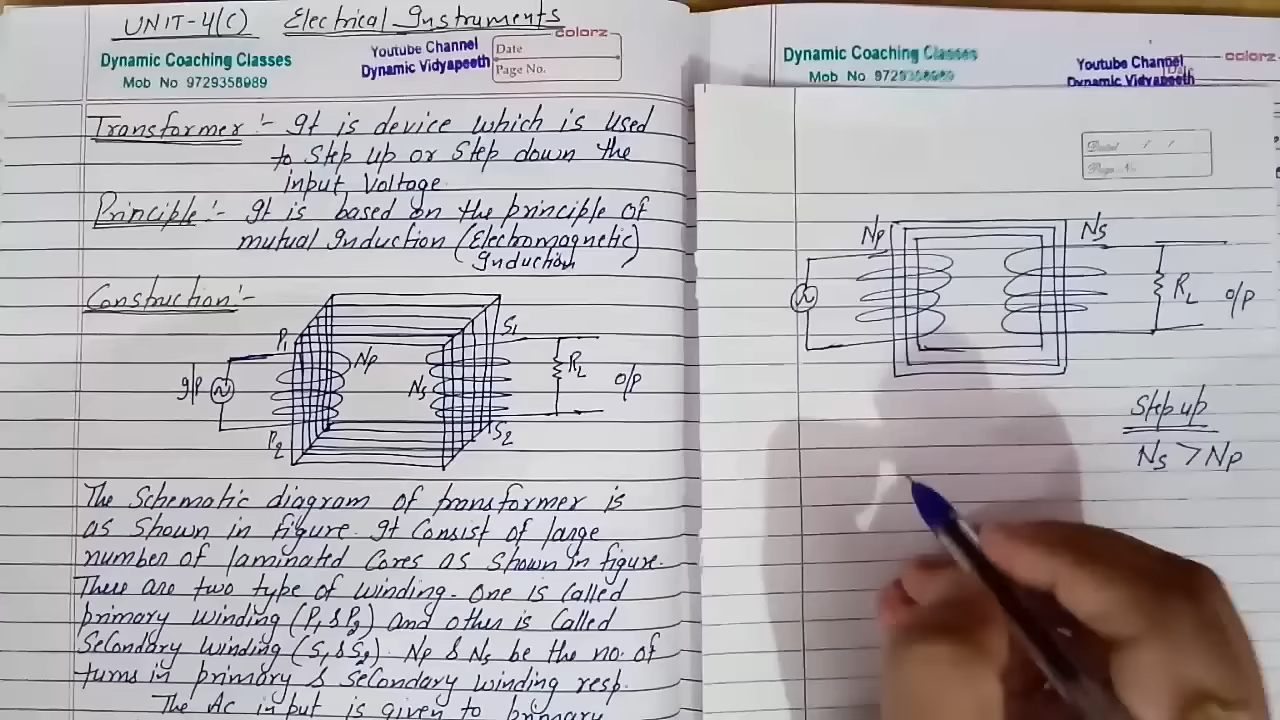 UNIT-4(C) Electrical Instruments
Dynamic Coaching Classes
Mob No 9729358989
Youtube Channel
Dynamic Vidyapeeth
colorz
Date
Page No.
Transformer :- It is device which is used
to Step up or Step down the
input Voltage.
Principle :- It is based on the principle of
mutual Induction (Electromagnetic)
Induction
Construction :-
P1
Np
S1
I/P
Ns
RL
O/P
P2
S2
The Schematic diagram of transformer is
as Shown in figure. It Consist of large
number of laminated Cores as Shown in figure.
There are two type of winding. One is Called
primary winding (P1 & P2) and other is Called
Secondary winding (S1 & S2). Np & Ns be the no. of
turns in primary & Secondary winding resp.
The AC input is given to primary
Dynamic Coaching Classes
Mob No 9729358989
Youtube Channel
Dynamic Vidyapeeth
colorz
Page No.
Np
Ns
RL
O/P
Step up
Ns > Np